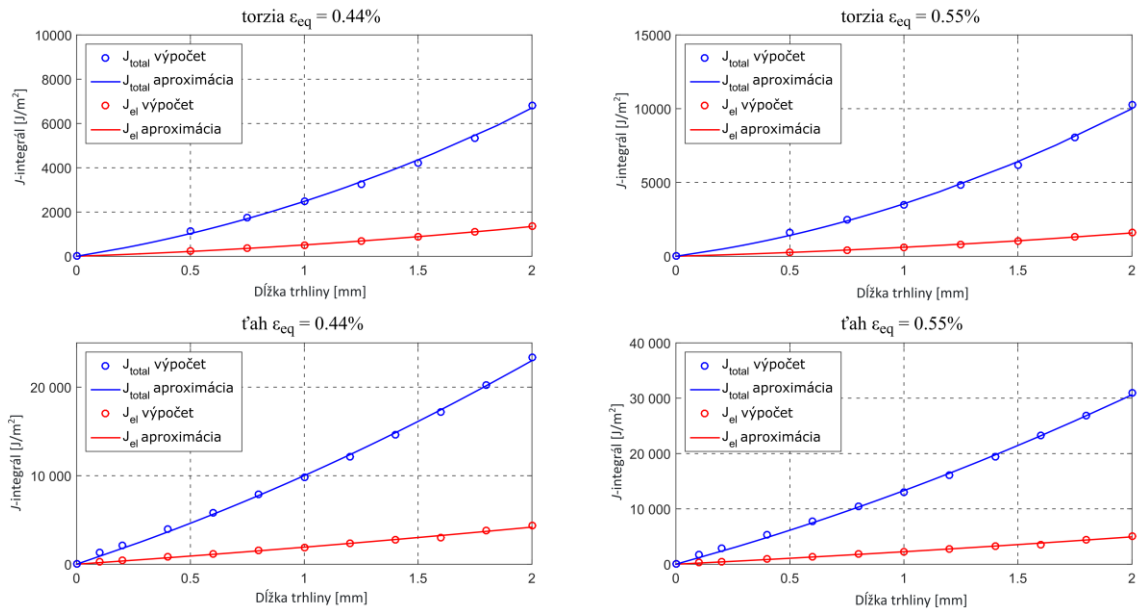 torzia εeq = 0.44%
10000
8000
6000
4000
2000
0
J-integrál [J/m²]
Jtotal výpočet
Jtotal aproximácia
Jel výpočet
Jel aproximácia
0 0.5 1 1.5 2
Dĺžka trhliny [mm]
torzia εeq = 0.55%
15000
10000
5000
0
J-integrál [J/m²]
Jtotal výpočet
Jtotal aproximácia
Jel výpočet
Jel aproximácia
0 0.5 1 1.5 2
Dĺžka trhliny [mm]
ťah εeq = 0.44%
20 000
10 000
0
J-integrál [J/m²]
Jtotal výpočet
Jtotal aproximácia
Jel výpočet
Jel aproximácia
0 0.5 1 1.5 2
Dĺžka trhliny [mm]
ťah εeq = 0.55%
40 000
30 000
20 000
10 000
0
J-integrál [J/m²]
Jtotal výpočet
Jtotal aproximácia
Jel výpočet
Jel aproximácia
0 0.5 1 1.5 2
Dĺžka trhliny [mm]